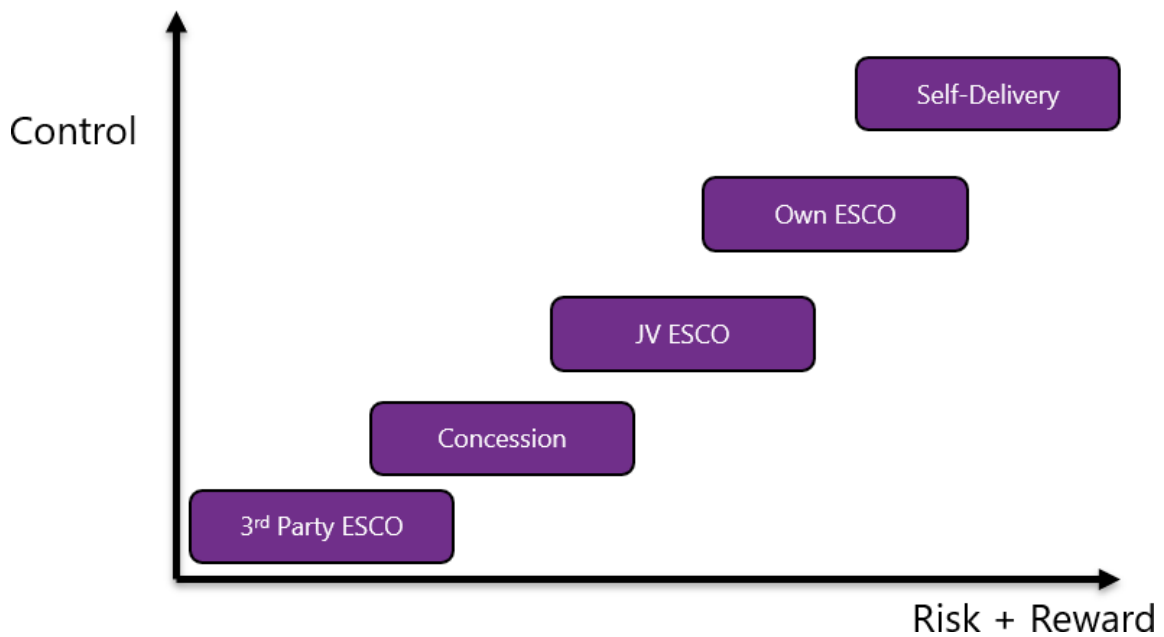 Control
Self-Delivery
Own ESCO
JV ESCO
Concession
3rd Party ESCO
Risk + Reward